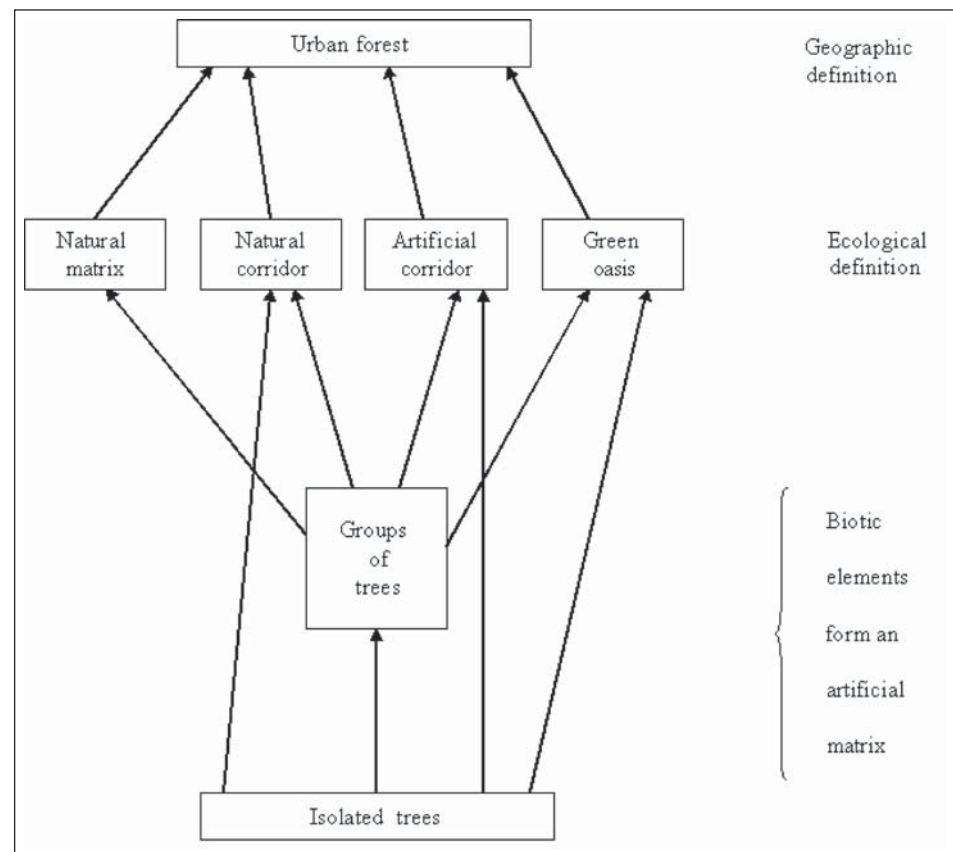 Urban forest
Geographic
definition
Natural
matrix
Natural
corridor
Artificial
corridor
Green
oasis
Ecological
definition
Groups
of
trees
Biotic
elements
form an
artificial
matrix
Isolated trees